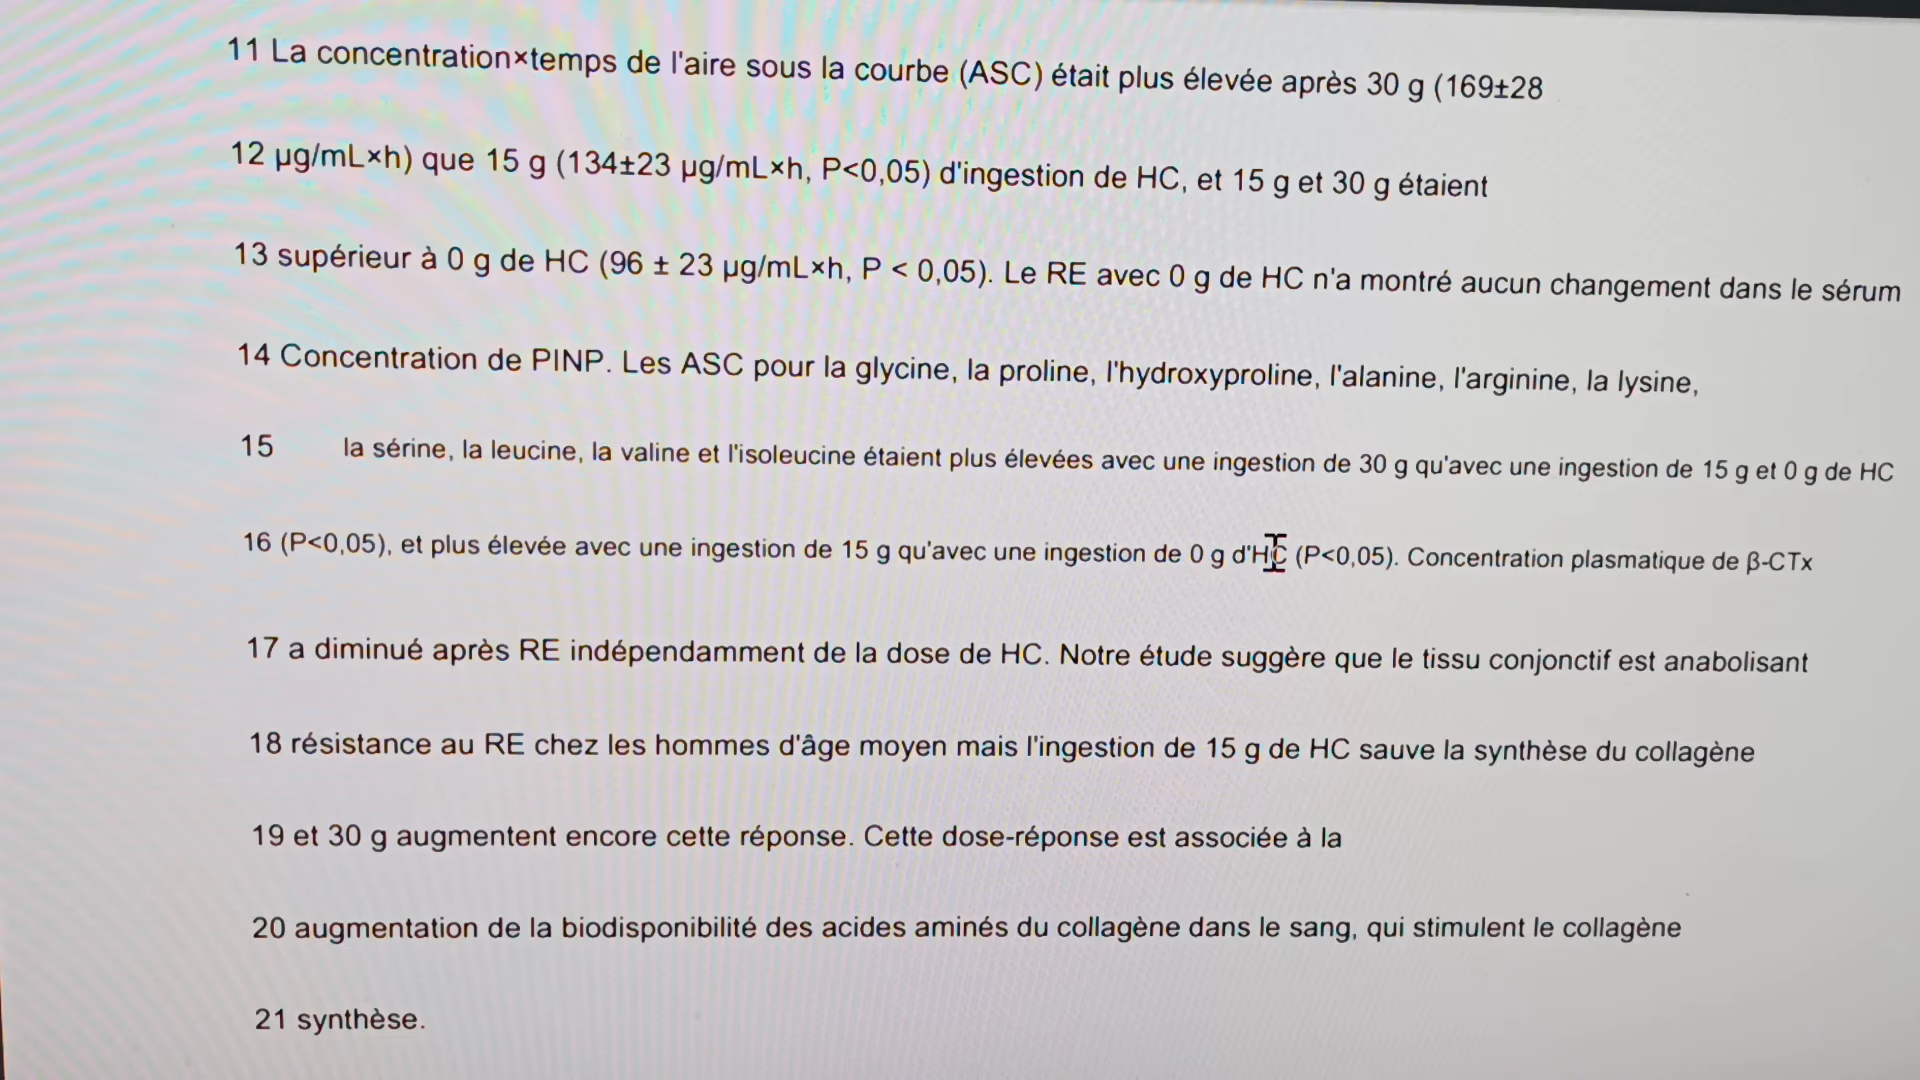 11 La concentration×temps de l'aire sous la courbe (ASC) était plus élevée après 30 g (169±28
12 µg/mL×h) que 15 g (134±23 µg/mL×h, P<0,05) d'ingestion de HC, et 15 g et 30 g étaient
13 supérieur à 0 g de HC (96 ± 23 µg/mL×h, P < 0,05). Le RE avec 0 g de HC n'a montré aucun changement dans le sérum
14 Concentration de PINP. Les ASC pour la glycine, la proline, l'hydroxyproline, l'alanine, l'arginine, la lysine,
15 la sérine, la leucine, la valine et l'isoleucine étaient plus élevées avec une ingestion de 30 g qu'avec une ingestion de 15 g et 0 g de HC
16 (P<0,05), et plus élevée avec une ingestion de 15 g qu'avec une ingestion de 0 g d'HC (P<0,05). Concentration plasmatique de β-CTx
17 a diminué après RE indépendamment de la dose de HC. Notre étude suggère que le tissu conjonctif est anabolisant
18 résistance au RE chez les hommes d'âge moyen mais l'ingestion de 15 g de HC sauve la synthèse du collagène
19 et 30 g augmentent encore cette réponse. Cette dose-réponse est associée à la
20 augmentation de la biodisponibilité des acides aminés du collagène dans le sang, qui stimulent le collagène
21 synthèse.